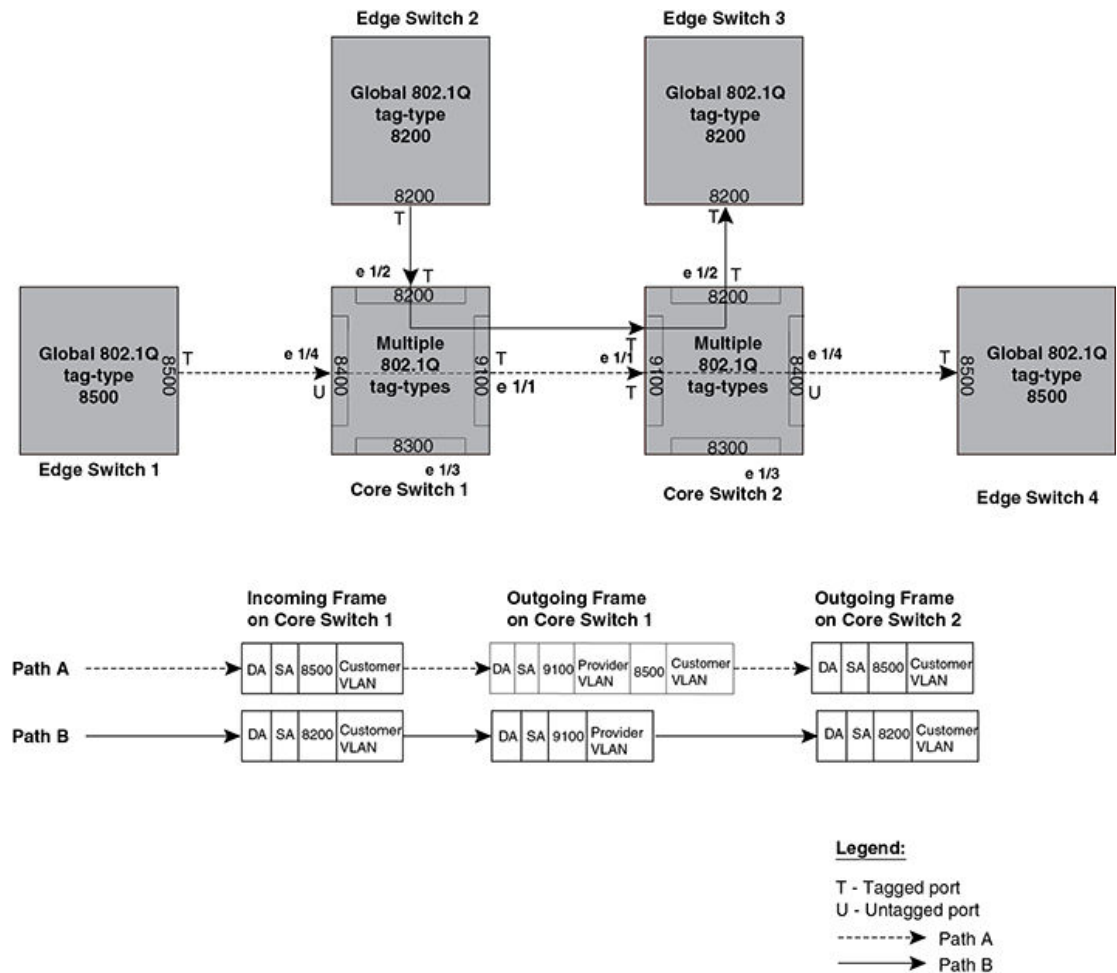 Edge Switch 2
Edge Switch 3
Global 802.1Q
tag-type
8200
8200
T
Global 802.1Q
tag-type
8200
8200
T
e 1/2
T
e 1/2
T
Global 802.1Q
tag-type
8500
8500
T
Edge Switch 1
e 1/4
U
8200
8400
Multiple
802.1Q
tag-types
9100
8300
T
e 1/1
e 1/3
Core Switch 1
T
e 1/1
T
8200
9100
Multiple
802.1Q
tag-types
8400
8300
e 1/4
U
e 1/3
Core Switch 2
T
8500
Global 802.1Q
tag-type
8500
Edge Switch 4
Incoming Frame
on Core Switch 1
Outgoing Frame
on Core Switch 1
Outgoing Frame
on Core Switch 2
Path A
DA SA 8500 Customer
VLAN
DA SA 9100 Provider 8500 Customer
VLAN VLAN
DA SA 8500 Customer
VLAN
Path B
DA SA 8200 Customer
VLAN
DA SA 9100 Provider
VLAN
DA SA 8200 Customer
VLAN
Legend:
T - Tagged port
U - Untagged port
Path A
Path B